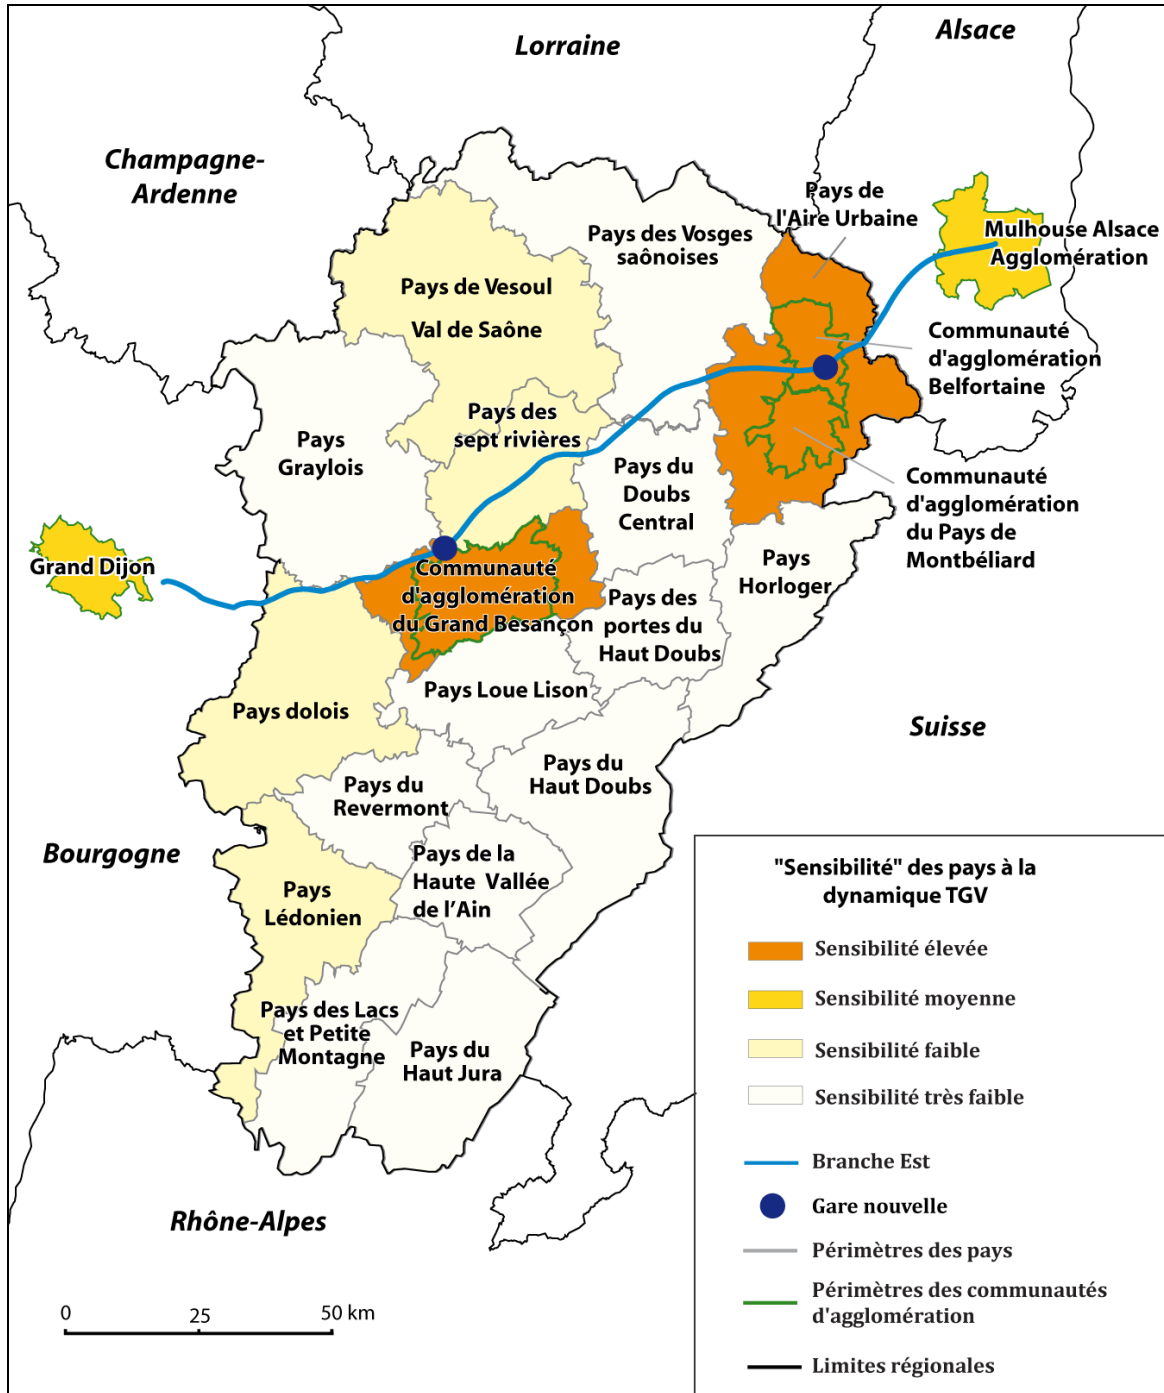 Lorraine
Alsace
Champagne-
Ardenne
Pays de
l'Aire Urbaine
Mulhouse Alsace
Agglomération
Pays des Vosges
saônoises
Pays de Vesoul
Val de Saône
Communauté
d'agglomération
Belfortaine
Pays des
sept rivières
Pays
Graylois
Pays du
Doubs
Central
Communauté
d'agglomération
du Pays de
Montbéliard
Grand Dijon
Communauté
d'agglomération
du Grand Besançon
Pays
Horloger
Pays des
portes du
Haut Doubs
Pays Loue Lison
Pays dolois
Suisse
Pays du
Haut Doubs
Pays du
Revermont
Bourgogne
Pays de la
Haute Vallée
de l'Ain
Pays
Lédonien
Pays des Lacs
et Petite
Montagne
Pays du
Haut Jura
Rhône-Alpes
0 25 50 km
"Sensibilité" des pays à la
dynamique TGV
Sensibilité élevée
Sensibilité moyenne
Sensibilité faible
Sensibilité très faible
Branche Est
Gare nouvelle
Périmètres des pays
Périmètres des communautés
d'agglomération
Limites régionales